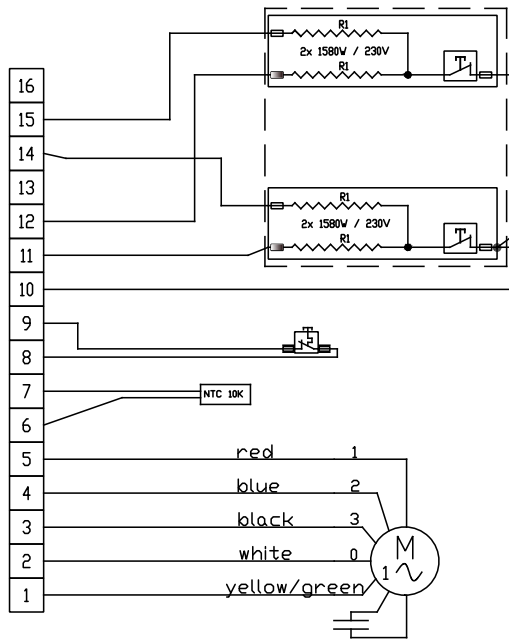 R1
2x 1580W / 230V
R1
16
15
14
13
R1
12
2x 1580W / 230V
R1
11
10
9
8
7
NTC 10K
6
5 red 1
4 blue 2
3 black 3
2 white 0
M
1
1 yellow/green